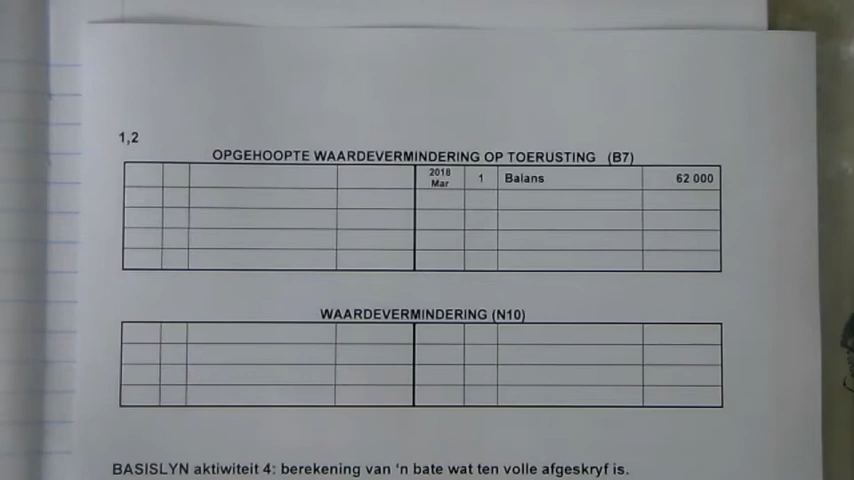 1,2
OPGEHOOPTE WAARDEVERMINDERING OP TOERUSTING (B7)
2018 Mar 1 Balans 62 000
WAARDEVERMINDERING (N10)
BASISLYN aktiwiteit 4: berekening van 'n bate wat ten volle afgeskryf is.